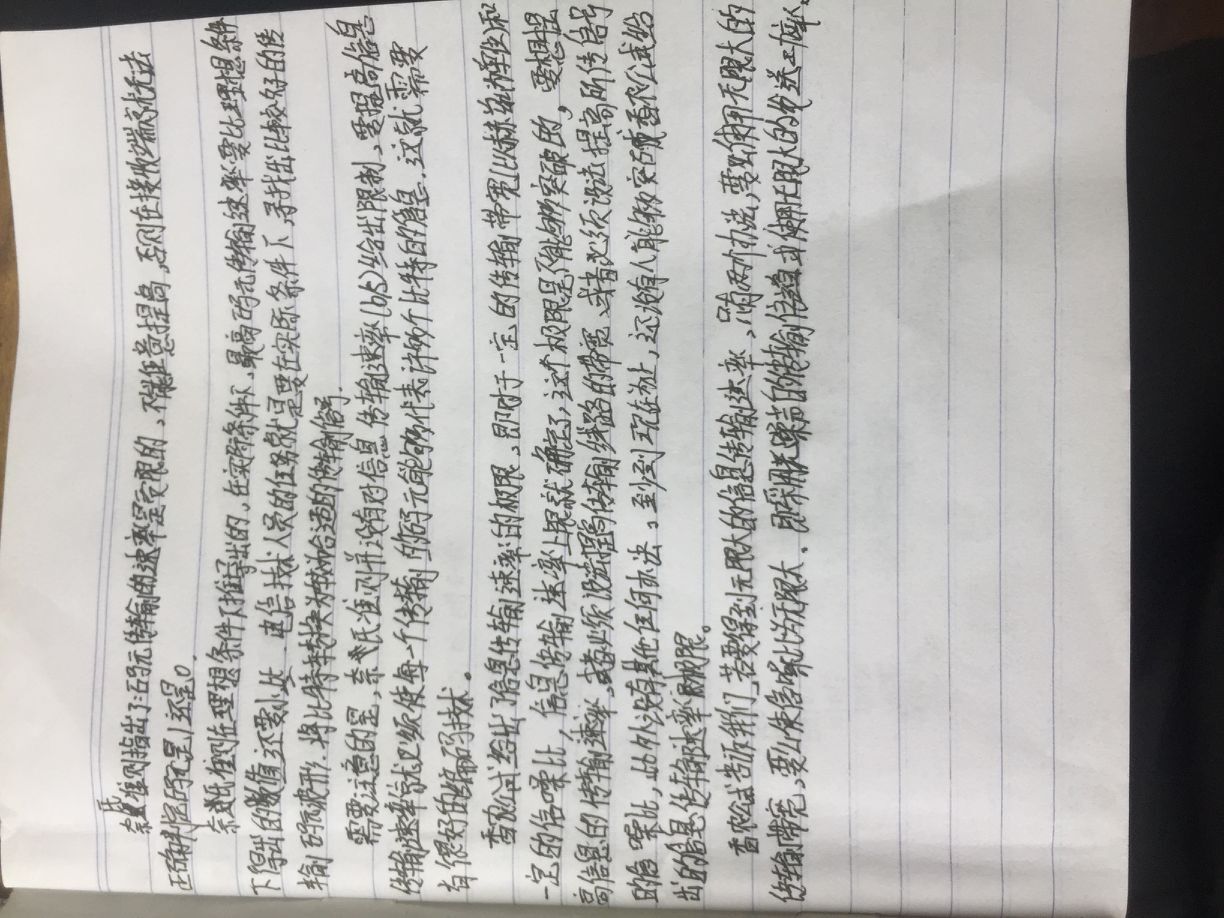 奈氏准则指出了:码元传输的速率是受限的,不能任意提高,否则在接收端就无法
正确判定码元是1还是0.
奈氏准则在理想条件下推导出的,在实际条件下,最高码元传输速率要比理想条件
下得出的数值还要小些.电信技术人员的任务就是要在实际条件下,寻找出比较好的传
输码元波形.将比特转换为较为合适的传输信号.
需要注意的是,奈氏准则并没有对信息传输速率(b/s)给出限制、要提高信息
传输速率就必须使每一个传输的码元能够代表许多个比特的信息.这就需要
有很好的编码技术。
香农公式给出了信息传输速率的极限,即对于一定的传输带宽(以赫兹为单位)和
一定的信噪比,信息传输速率上限就确定了,这个极限是不能够突破的,要想提
高信息的传输速率,或者必须设法提高传输线路的带宽,或者必须设法提高所传信号
的信噪比,此外没有其他任何办法。至少到现在为止,还没有人能够突破香农公式给
出的信息传输速率的极限。
香农公式告诉我们,若要得到无限大的信息传输速率,只有两个办法:要么使用无限大的
传输带宽,要么使信噪比为无限大.即采用无噪声的传输信道或使用无限大的发送功率、